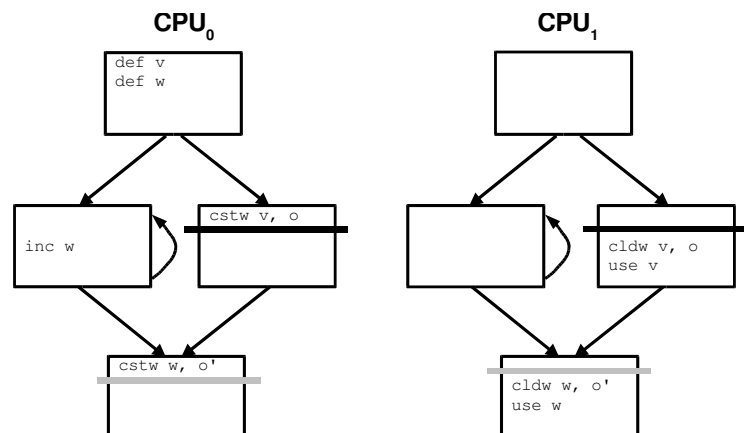 CPU₀
def v
def w
inc w
cstw v, o
cstw w, o'
CPU₁
cldw v, o
use v
cldw w, o'
use w